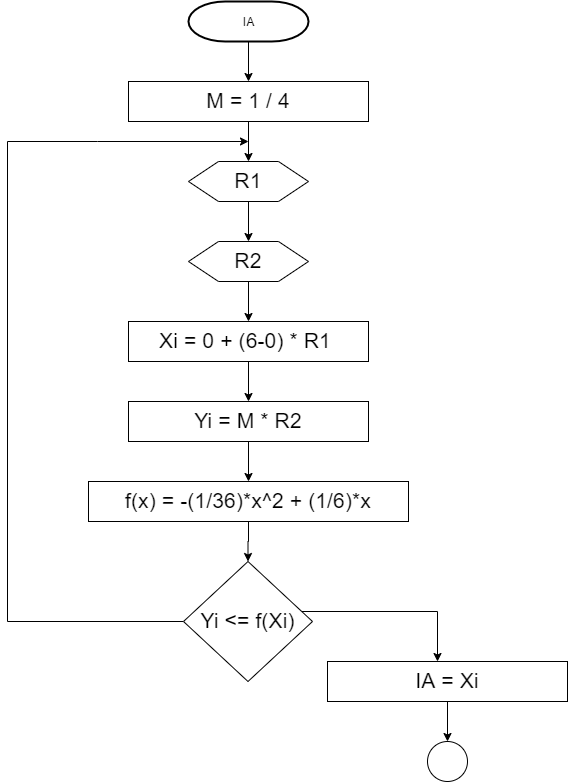 IA
M = 1 / 4
R1
R2
Xi = 0 + (6-0) * R1
Yi = M * R2
f(x) = -(1/36)*x^2 + (1/6)*x
Yi <= f(Xi)
IA = Xi